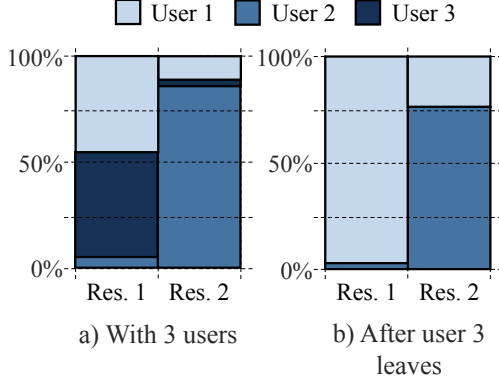 User 1 User 2 User 3
100% 100%
50% 50%
0% 0%
Res. 1 Res. 2 Res. 1 Res. 2
a) With 3 users b) After user 3
leaves